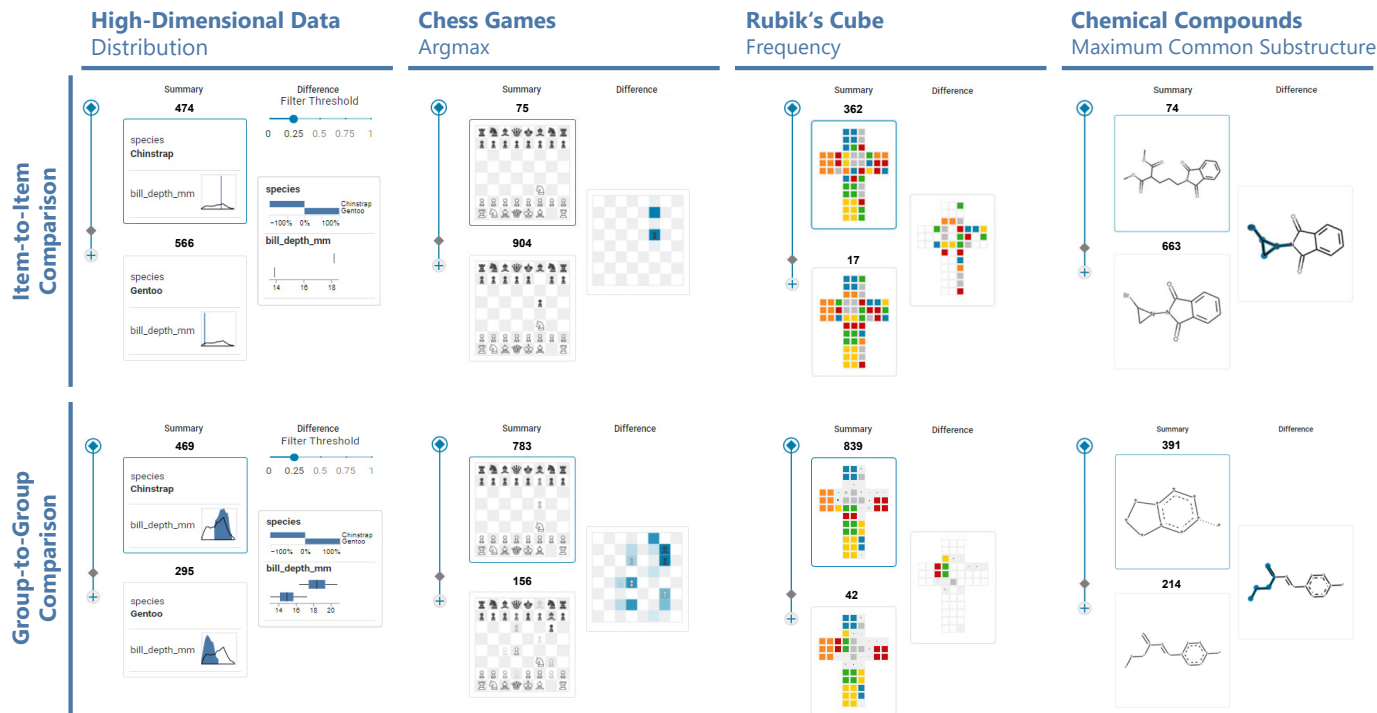 High-Dimensional Data
Distribution
Chess Games
Argmax
Rubik's Cube
Frequency
Chemical Compounds
Maximum Common Substructure
Item-to-Item
Comparison
Summary
474
species
Chinstrap
bill_depth_mm
566
species
Gentoo
bill_depth_mm
Difference
Filter Threshold
0 0.25 0.5 0.75 1
species
Chinstrap
Gentoo
−100% 0% 100%
bill_depth_mm
14 16 18
Summary
75
904
Difference
Summary
362
17
Difference
Summary
74
663
Br
N
N
O
O
Difference
Group-to-Group
Comparison
Summary
469
species
Chinstrap
bill_depth_mm
295
species
Gentoo
bill_depth_mm
Difference
Filter Threshold
0 0.25 0.5 0.75 1
species
Chinstrap
Gentoo
−100% 0% 100%
bill_depth_mm
14 16 18 20
Summary
783
156
Difference
Summary
839
42
Difference
Summary
391
214
Difference